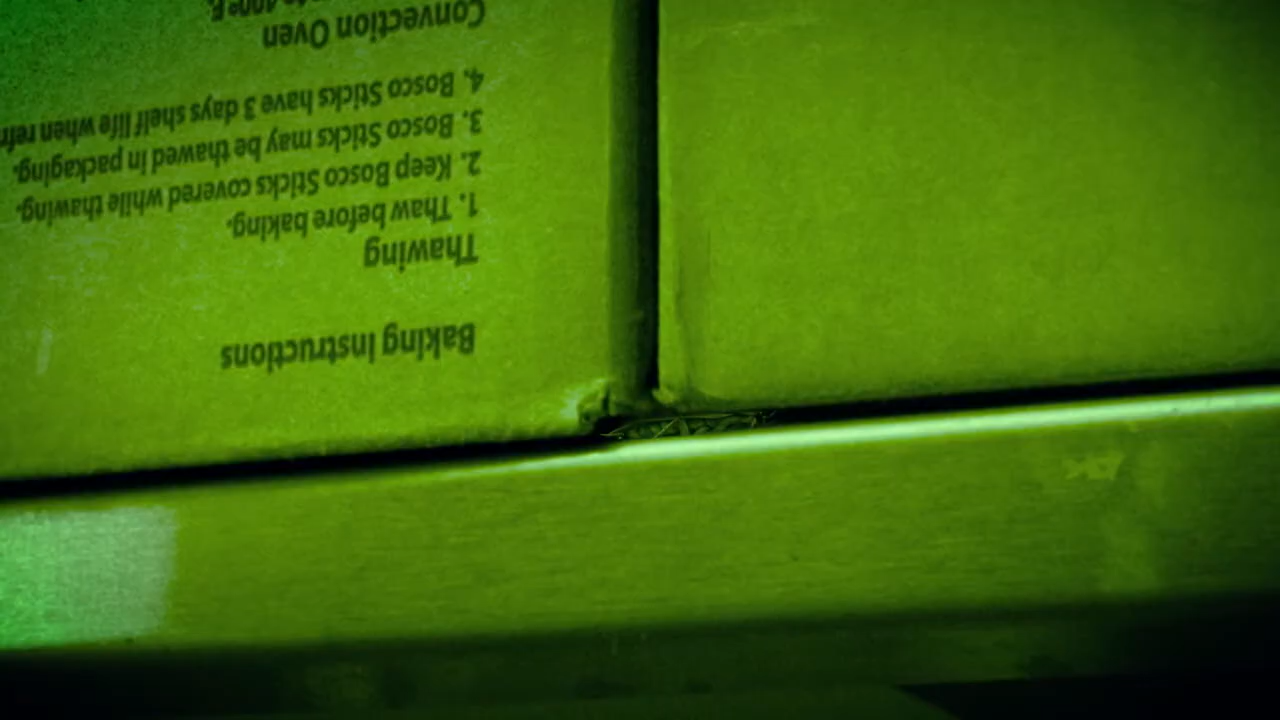 Baking Instructions
Thawing
1. Thaw before baking.
2. Keep Bosco Sticks covered while thawing.
3. Bosco Sticks may be thawed in packaging.
4. Bosco Sticks have 3 days shelf life when refr
Convection Oven